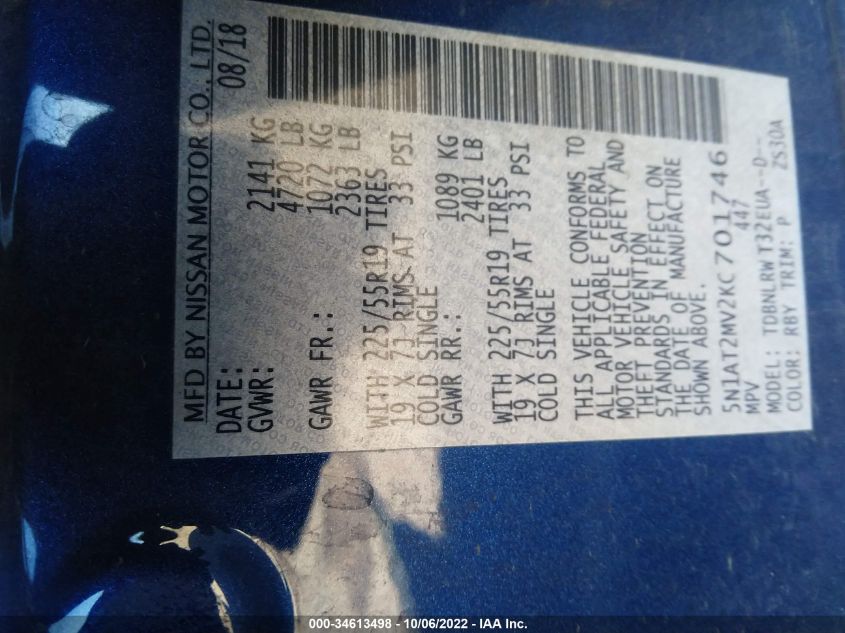 MFD BY NISSAN MOTOR CO., LTD.
DATE: 08/18
GVWR: 2141 KG
4720 LB
GAWR FR.: 1072 KG
2363 LB
WITH 225/55R19 TIRES
19 X 7J RIMS AT 33 PSI
COLD SINGLE
GAWR RR.: 1089 KG
2401 LB
WITH 225/55R19 TIRES
19 X 7J RIMS AT 33 PSI
COLD SINGLE
THIS VEHICLE CONFORMS TO
ALL APPLICABLE FEDERAL
MOTOR VEHICLE SAFETY AND
THEFT PREVENTION
STANDARDS IN EFFECT ON
THE DATE OF MANUFACTURE
SHOWN ABOVE.
5N1AT2MV2KC701746
MPV 447
MODEL: TDBNLRW T32EUA--D--
COLOR: RBY TRIM: P ZS30A
000-34613498 - 10/06/2022 - IAA Inc.